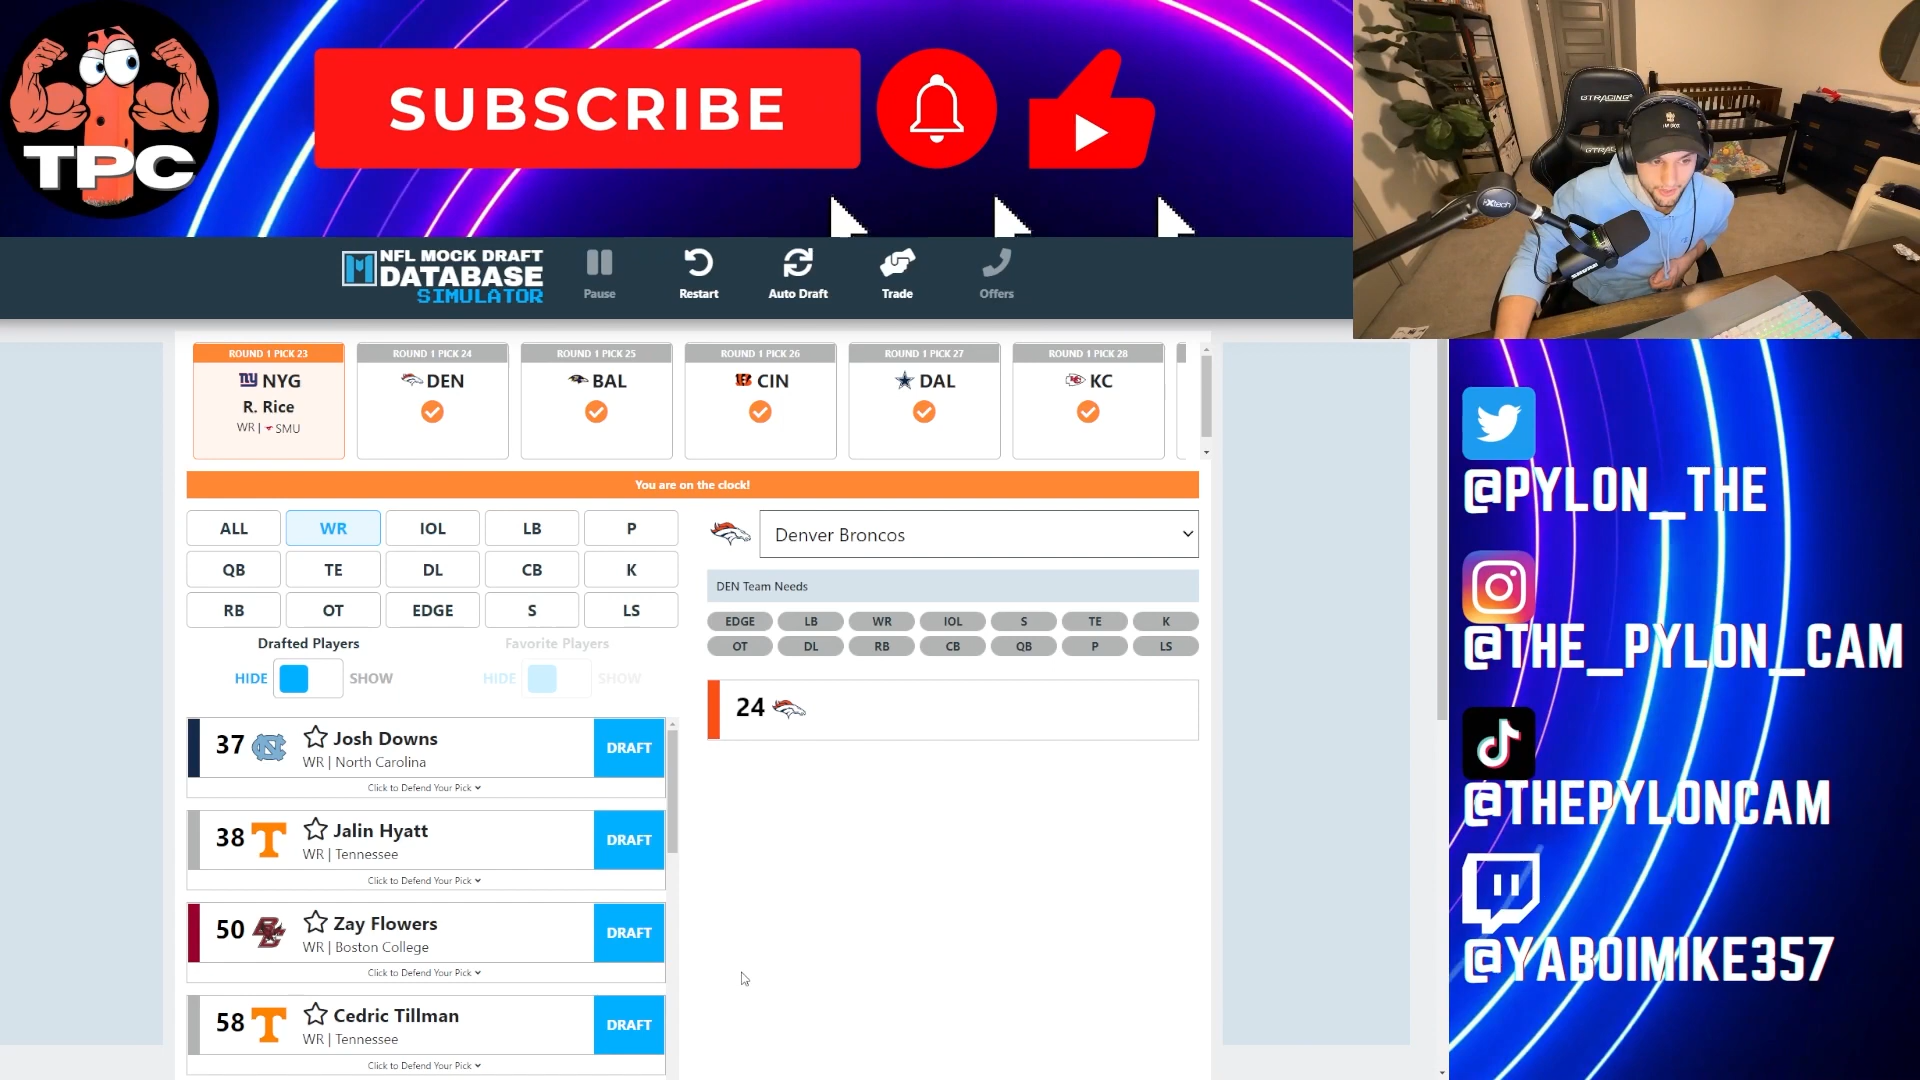 TPC
SUBSCRIBE
GTRACING
NFL MOCK DRAFT
DATABASE
SIMULATOR
Pause
Restart
Auto Draft
Trade
Offers
ROUND 1 PICK 23
NYG
R. Rice
WR | SMU
ROUND 1 PICK 24
DEN
ROUND 1 PICK 25
BAL
ROUND 1 PICK 26
CIN
ROUND 1 PICK 27
DAL
ROUND 1 PICK 28
KC
You are on the clock!
ALL
WR
IOL
LB
P
QB
TE
DL
CB
K
RB
OT
EDGE
S
LS
Drafted Players
HIDE
SHOW
Favorite Players
HIDE
SHOW
Denver Broncos
DEN Team Needs
EDGE
LB
WR
IOL
S
TE
K
OT
DL
RB
CB
QB
P
LS
24
37
Josh Downs
WR | North Carolina
DRAFT
Click to Defend Your Pick
38
Jalin Hyatt
WR | Tennessee
DRAFT
Click to Defend Your Pick
50
Zay Flowers
WR | Boston College
DRAFT
Click to Defend Your Pick
58
Cedric Tillman
WR | Tennessee
DRAFT
Click to Defend Your Pick
@PYLON_THE
@THE_PYLON_CAM
@THEPYLONCAM
@YABOIMIKE357